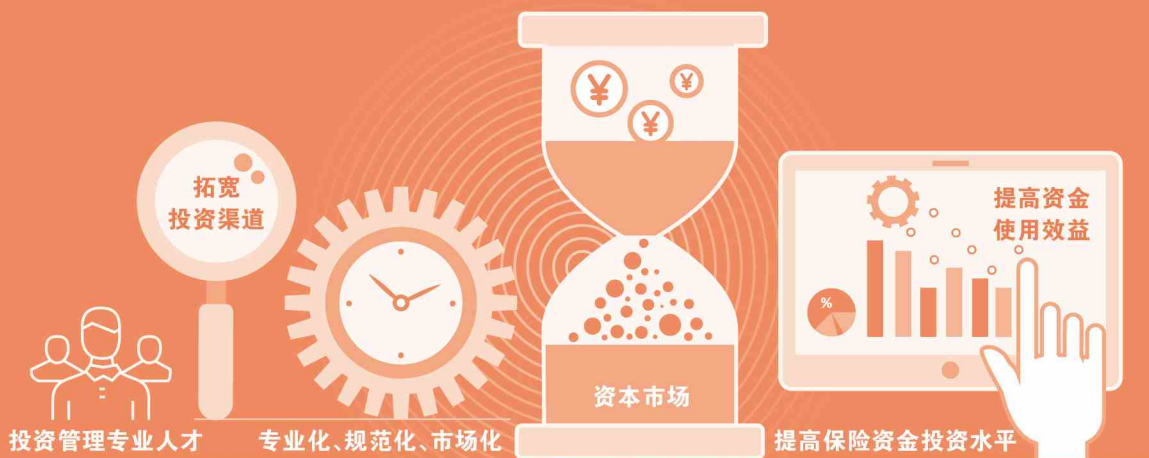 拓宽
投资渠道
¥
¥
¥
提高资金
使用效益
%
资本市场
投资管理专业人才
专业化、规范化、市场化
提高保险资金投资水平